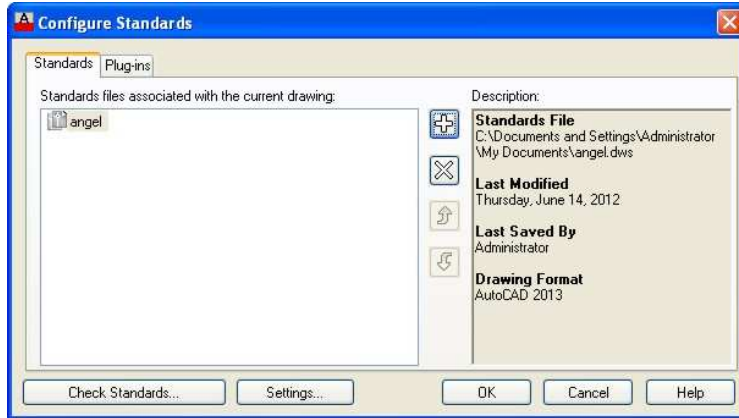 Configure Standards
Standards
Plug-ins
Standards files associated with the current drawing:
angel
Description:
Standards File
C:\Documents and Settings\Administrator
\My Documents\angel.dws
Last Modified
Thursday, June 14, 2012
Last Saved By
Administrator
Drawing Format
AutoCAD 2013
Check Standards...
Settings...
OK
Cancel
Help